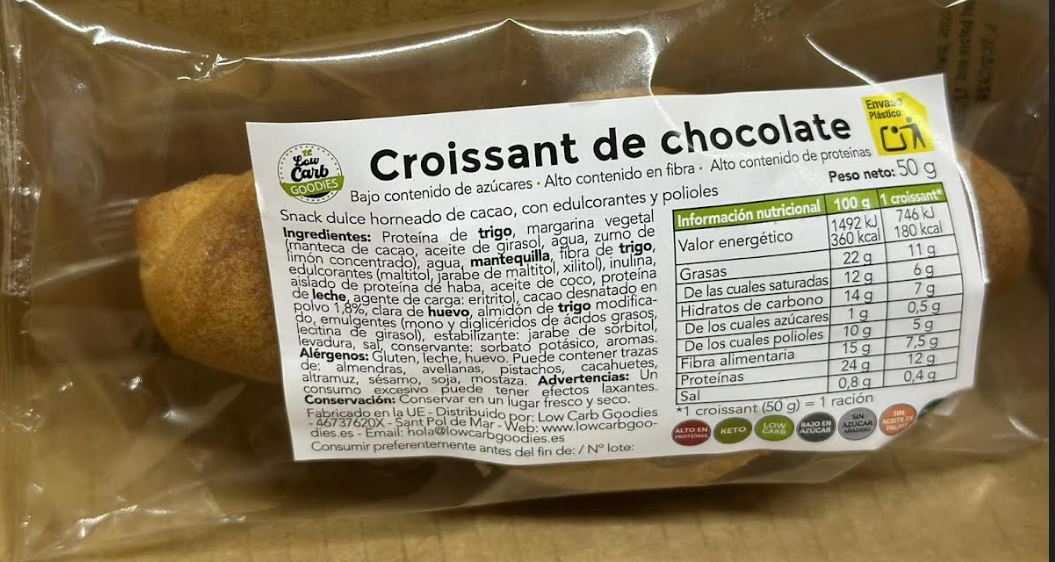 Low
Carb
GOODIES
Croissant de chocolate
Envase
Plástico
Bajo contenido de azúcares · Alto contenido en fibra · Alto contenido de proteínas
Peso neto: 50 g
Snack dulce horneado de cacao, con edulcorantes y polioles
Ingredientes: Proteína de trigo, margarina vegetal
(manteca de cacao, aceite de girasol, agua, zumo de
limón concentrado), agua, mantequilla, fibra de trigo,
edulcorantes (maltitol, jarabe de maltitol, xilitol), inulina,
aislado de proteína de haba, aceite de coco, proteína
de leche, agente de carga: eritritol, cacao desnatado en
polvo 1,8%, clara de huevo, almidón de trigo modifica-
do, emulgentes (mono y diglicéridos de ácidos grasos,
lecitina de girasol), estabilizante: jarabe de sorbitol,
levadura, sal, conservante: sorbato potásico, aromas.
Alérgenos: Gluten, leche, huevo. Puede contener trazas
de: almendras, avellanas, pistachos, cacahuetes,
altramuz, sésamo, soja, mostaza. Advertencias: Un
consumo excesivo puede tener efectos laxantes.
Conservación: Conservar en un lugar fresco y seco.
Fabricado en la UE - Distribuido por: Low Carb Goodies
- 46737620X - Sant Pol de Mar - Web: www.lowcarbgoo-
dies.es - Email: hola@lowcarbgoodies.es
Consumir preferentemente antes del fin de: / Nº lote:
Información nutricional 100 g 1 croissant*
Valor energético 1492 kJ 746 kJ
360 kcal 180 kcal
Grasas 22 g 11 g
De las cuales saturadas 12 g 6 g
Hidratos de carbono 14 g 7 g
De los cuales azúcares 1 g 0,5 g
De los cuales polioles 10 g 5 g
Fibra alimentaria 15 g 7,5 g
Proteínas 24 g 12 g
Sal 0,8 g 0,4 g
*1 croissant (50 g) = 1 ración
ALTO EN
PROTEÍNAS
KETO
LOW
CARB
BAJO EN
AZÚCAR
SIN
AZÚCAR
AÑADIDO
SIN
ACEITE DE
PALMA